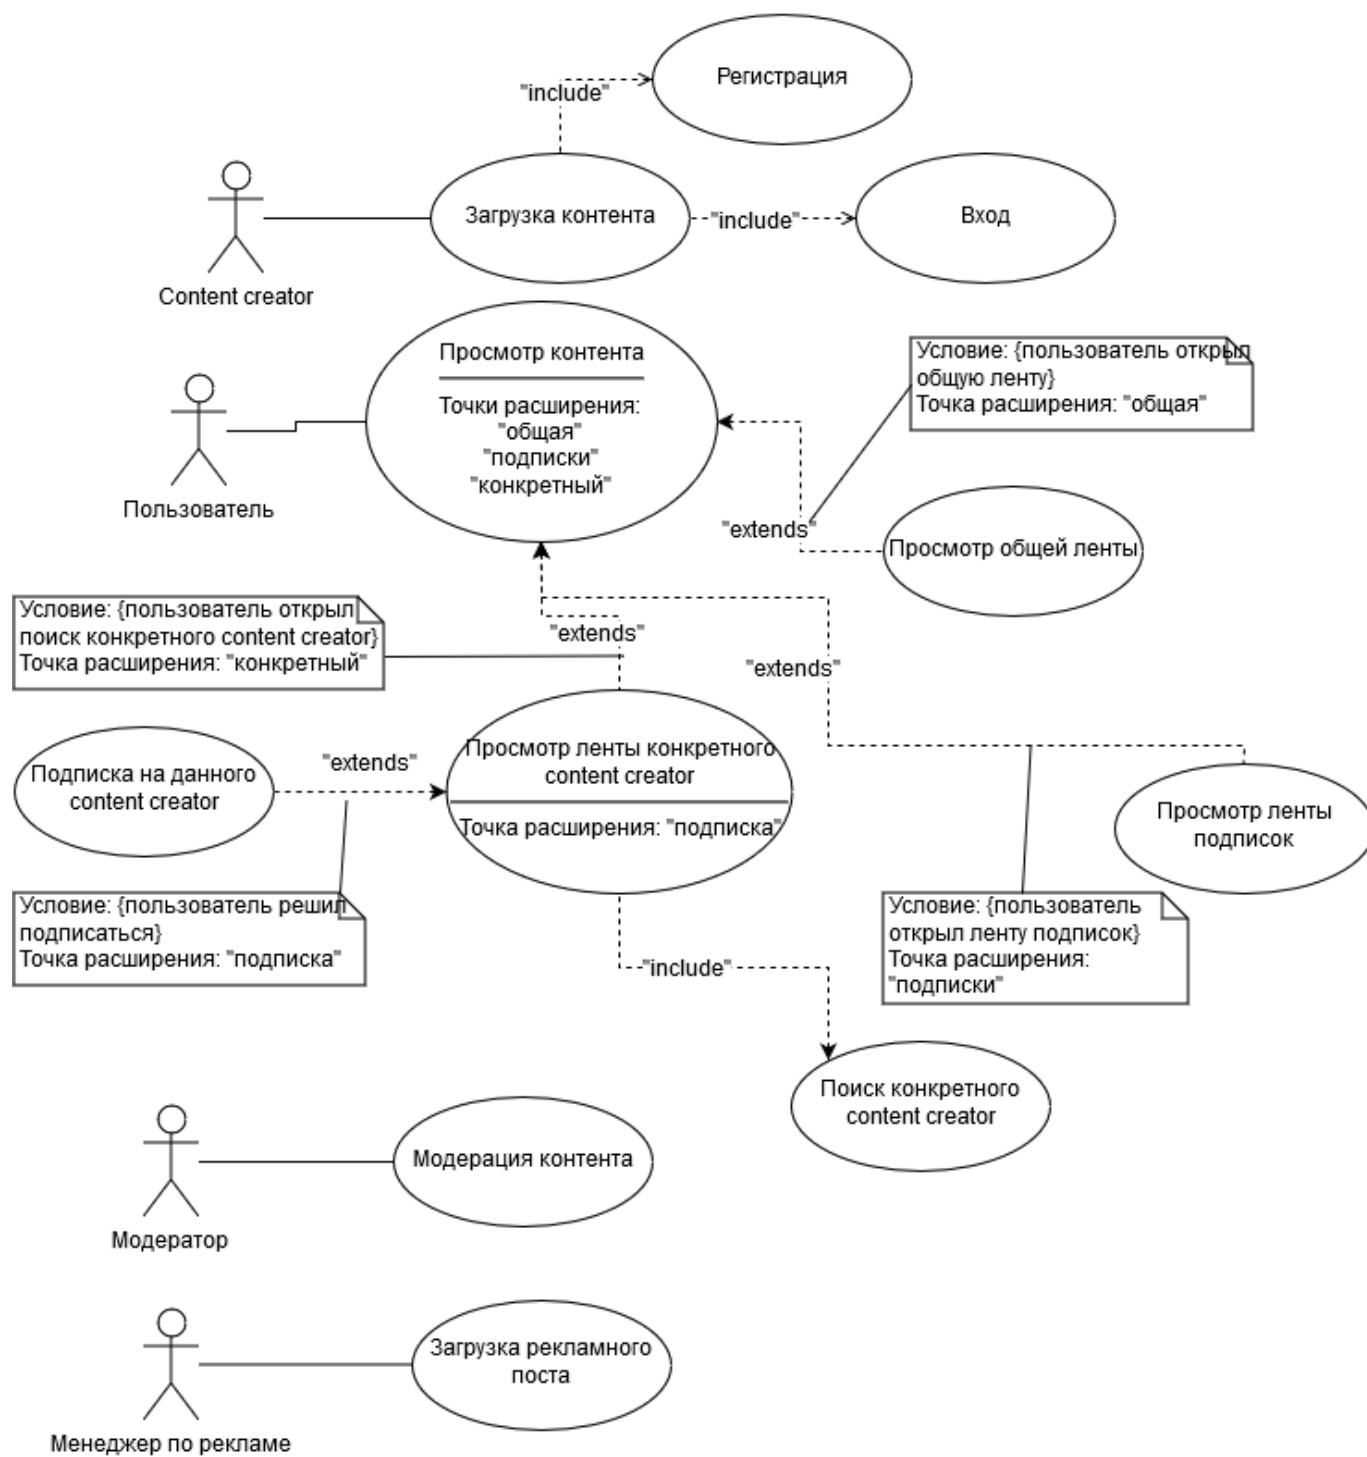 Регистрация
"include"
Загрузка контента
"include"
Вход
Content creator
Просмотр контента
Точки расширения:
"общая"
"подписки"
"конкретный"
Пользователь
Условие: {пользователь открыл
общую ленту}
Точка расширения: "общая"
"extends"
Просмотр общей ленты
Условие: {пользователь открыл
поиск конкретного content creator}
Точка расширения: "конкретный"
"extends"
"extends"
Подписка на данного
content creator
"extends"
Просмотр ленты конкретного
content creator
Точка расширения: "подписка"
Просмотр ленты
подписок
Условие: {пользователь решил
подписаться}
Точка расширения: "подписка"
Условие: {пользователь
открыл ленту подписок}
Точка расширения:
"подписки"
"include"
Поиск конкретного
content creator
Модерация контента
Модератор
Загрузка рекламного
поста
Менеджер по рекламе